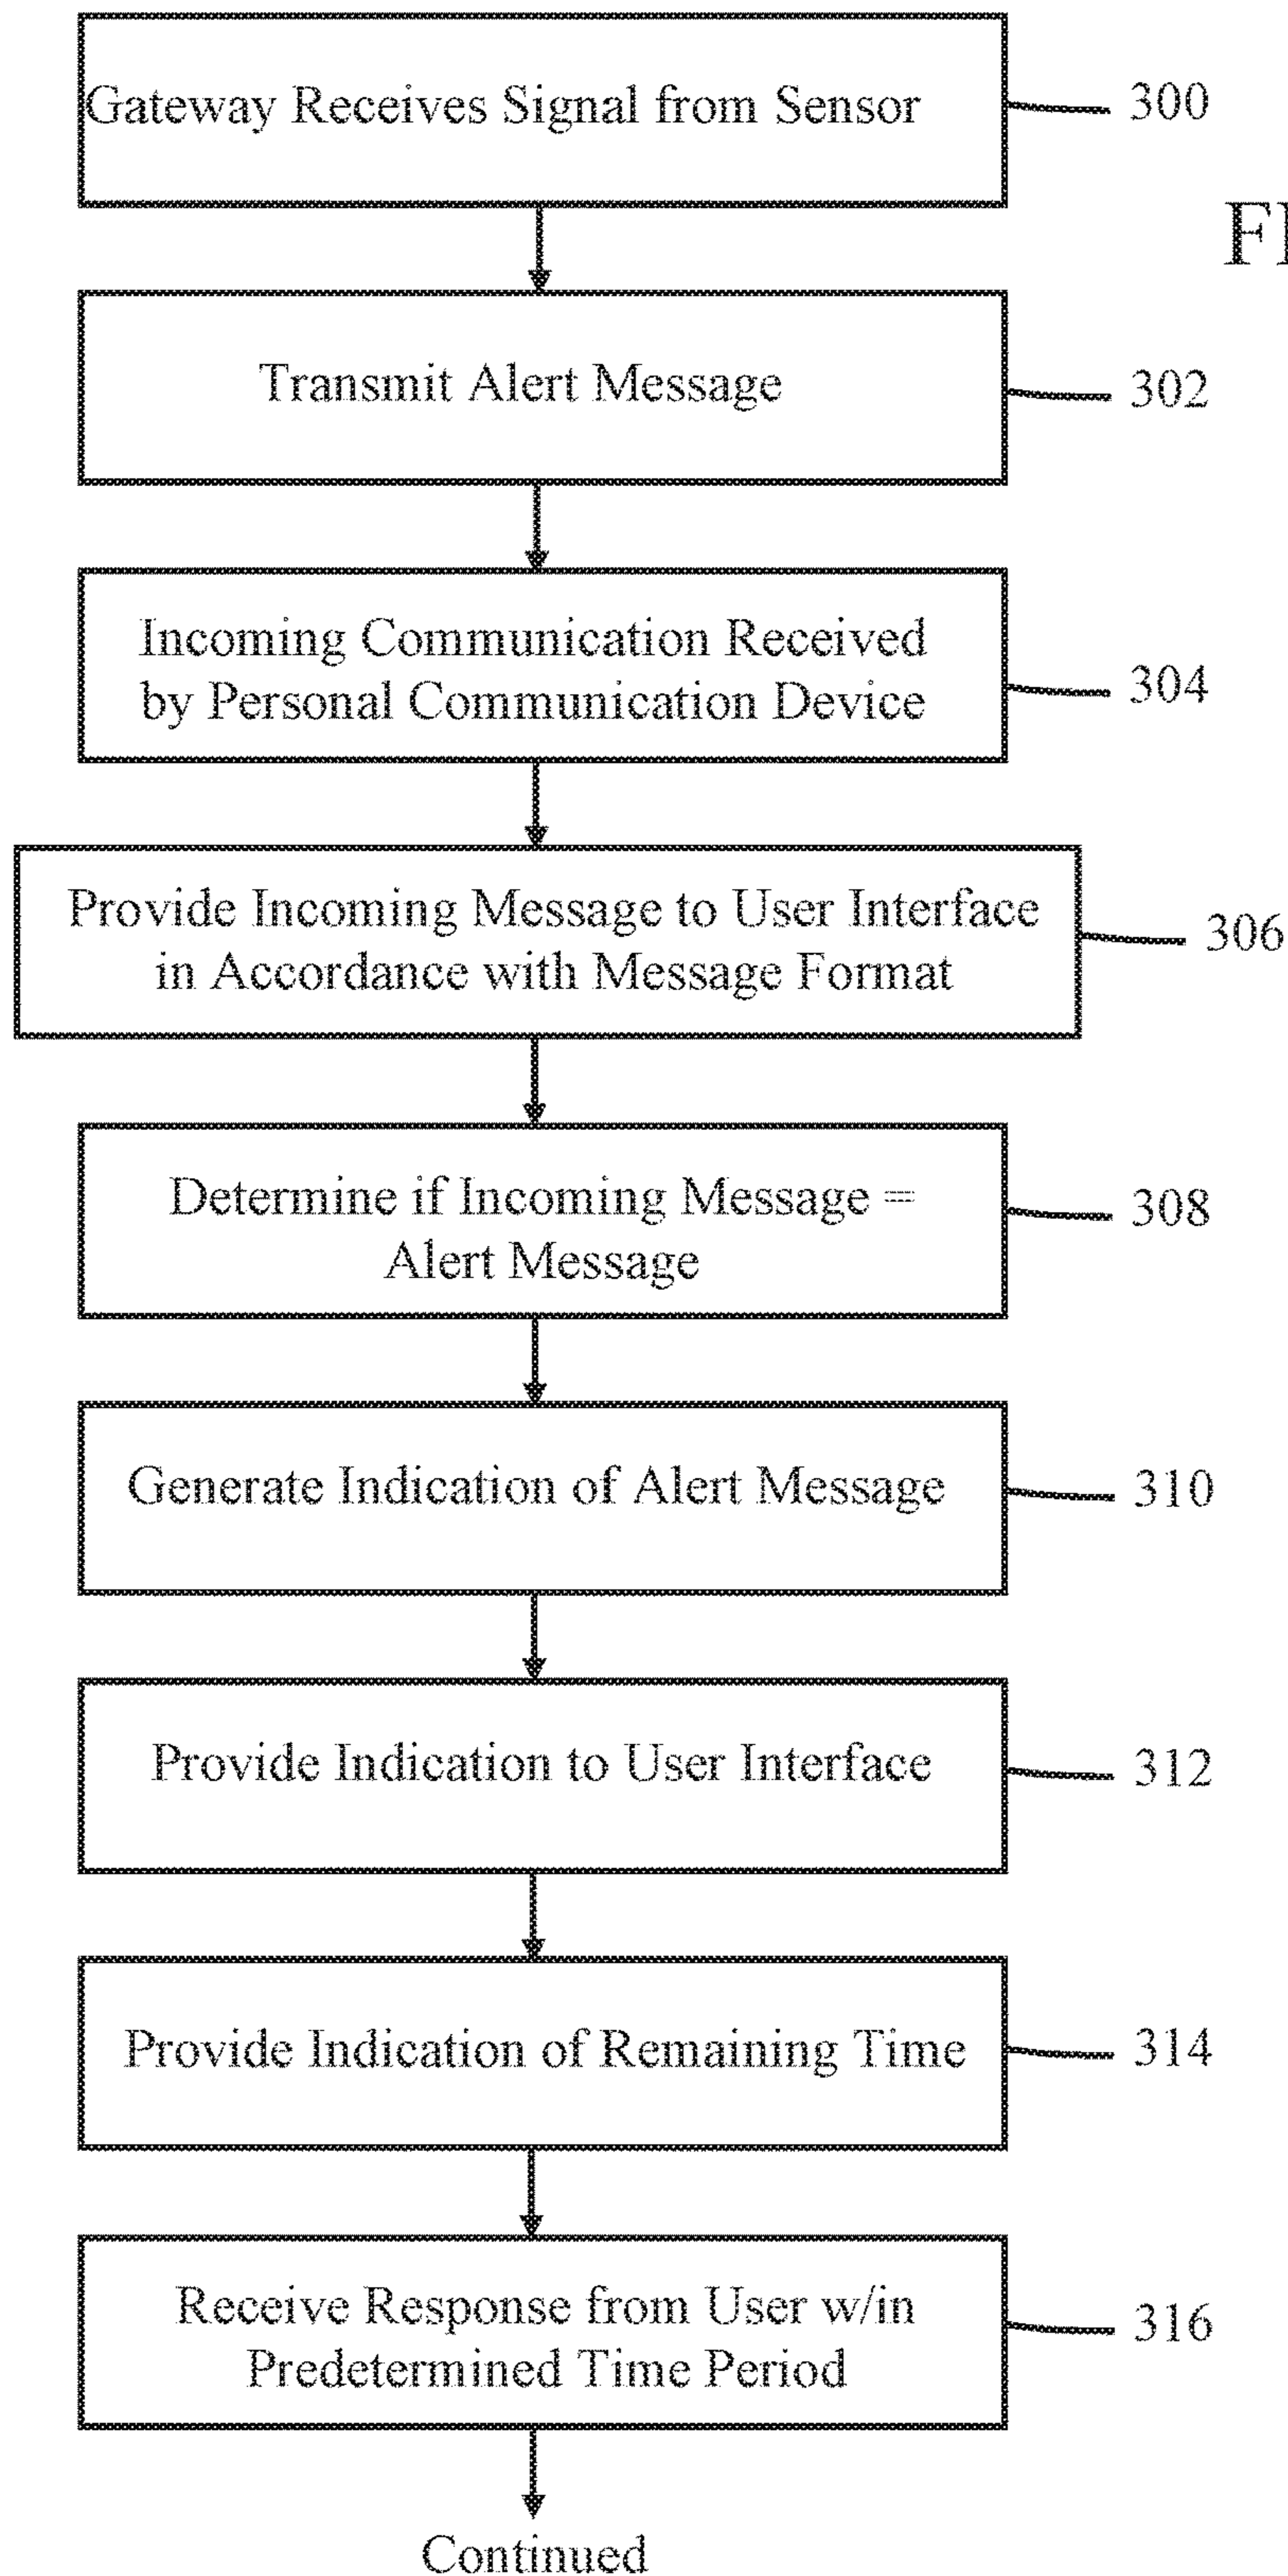 Gateway Receives Signal from Sensor
300
FI
Transmit Alert Message
302
Incoming Communication Received
by Personal Communication Device
304
Provide Incoming Message to User Interface
in Accordance with Message Format
306
Determine if Incoming Message =
Alert Message
308
Generate Indication of Alert Message
310
Provide Indication to User Interface
312
Provide Indication of Remaining Time
314
Receive Response from User w/in
Predetermined Time Period
316
Continued